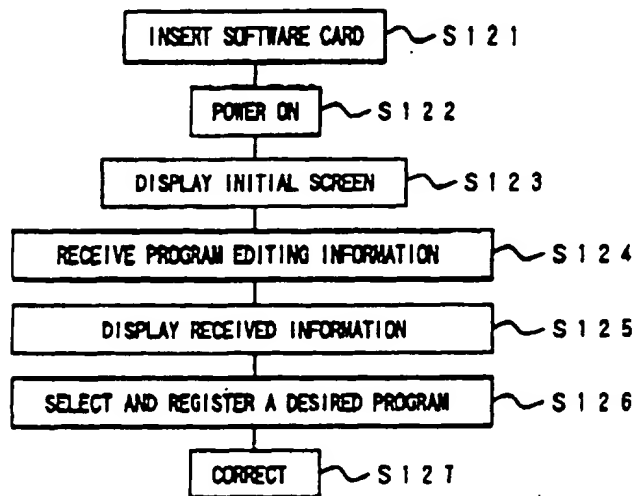 INSERT SOFTWARE CARD S121
POWER ON S122
DISPLAY INITIAL SCREEN S123
RECEIVE PROGRAM EDITING INFORMATION S124
DISPLAY RECEIVED INFORMATION S125
SELECT AND REGISTER A DESIRED PROGRAM S126
CORRECT S127